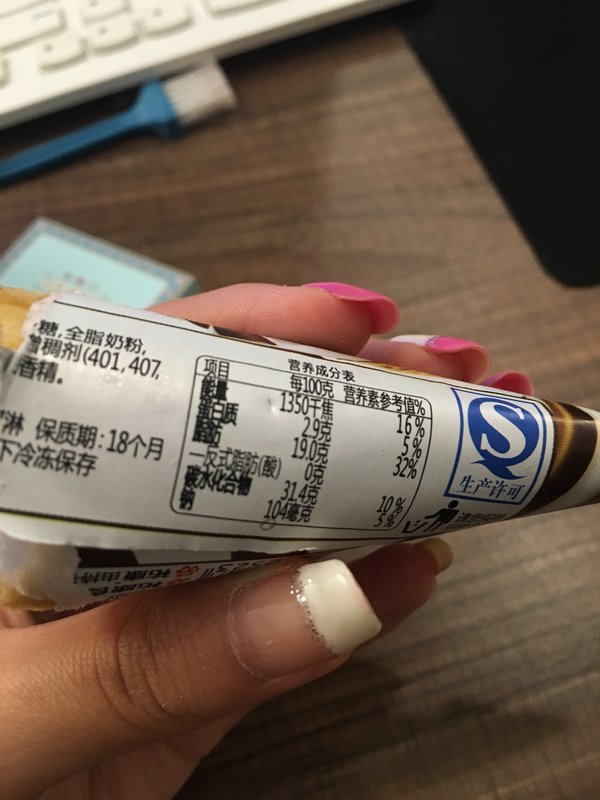 糖,全脂奶粉,
稠剂(401,407,
香精。
淋 保质期:18个月
下冷冻保存
营养成分表
项目 每100克 营养素参考值%
能量 1350千焦 16%
蛋白质 2.9克 5%
脂肪 19.0克 32%
—反式脂肪(酸) 0克
碳水化合物 31.4克 10%
钠 104毫克 5%
S
生产许可